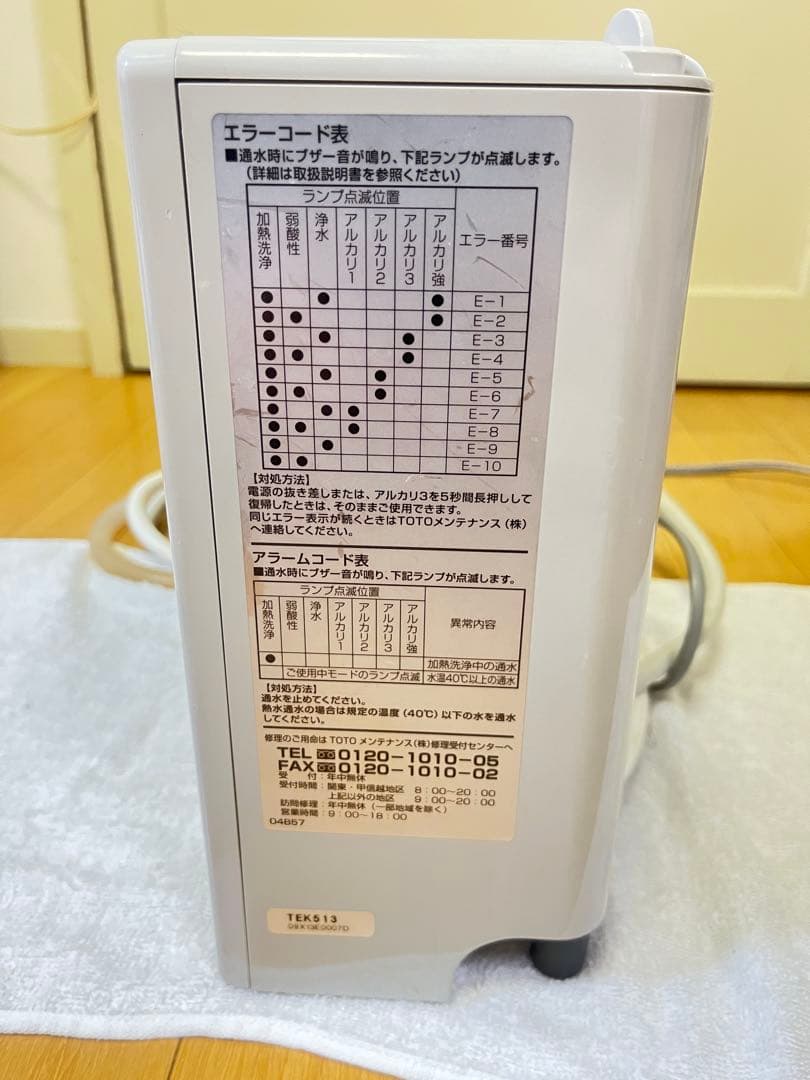 エラーコード表
■通水時にブザー音が鳴り、下記ランプが点滅します。
(詳細は取扱説明書を参照ください)
ランプ点滅位置
加熱洗浄 弱酸性 浄水 アルカリ1 アルカリ2 アルカリ3 アルカリ強 エラー番号
● ● ● E-1
● ● ● E-2
● ● ● E-3
● ● ● E-4
● ● ● E-5
● ● ● E-6
● ● ● E-7
● ● ● E-8
● ● E-9
● ● E-10
【対処方法】
電源の抜き差しまたは、アルカリ3を5秒間長押しして
復帰したときは、そのままご使用できます。
同じエラー表示が続くときはTOTOメンテナンス(株)
へ連絡してください。
アラームコード表
■通水時にブザー音が鳴り、下記ランプが点滅します。
ランプ点滅位置
加熱洗浄 弱酸性 浄水 アルカリ1 アルカリ2 アルカリ3 アルカリ強 異常内容
● 加熱洗浄中の通水
ご使用中モードのランプ点滅 水温40℃以上の通水
【対処方法】
通水を止めてください。
熱水通水の場合は規定の温度(40℃)以下の水を通水
してください。
修理のご用命は TOTO メンテナンス(株)修理受付センターへ
TEL 0120-1010-05
FAX 0120-1010-02
受 付:年中無休
受付時間:関東・甲信越地区 8:00~20:00
上記以外の地区 9:00~20:00
訪問修理:年中無休(一部地域を除く)
営業時間:9:00~18:00
04B57
TEK513